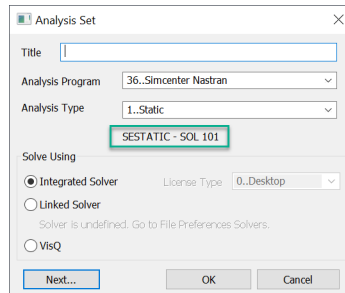 Analysis Set
Title
Analysis Program 36..Simcenter Nastran
Analysis Type 1..Static
SESTATIC - SOL 101
Solve Using
Integrated Solver License Type 0..Desktop
Linked Solver
Solver is undefined. Go to File Preferences Solvers.
VisQ
Next... OK Cancel